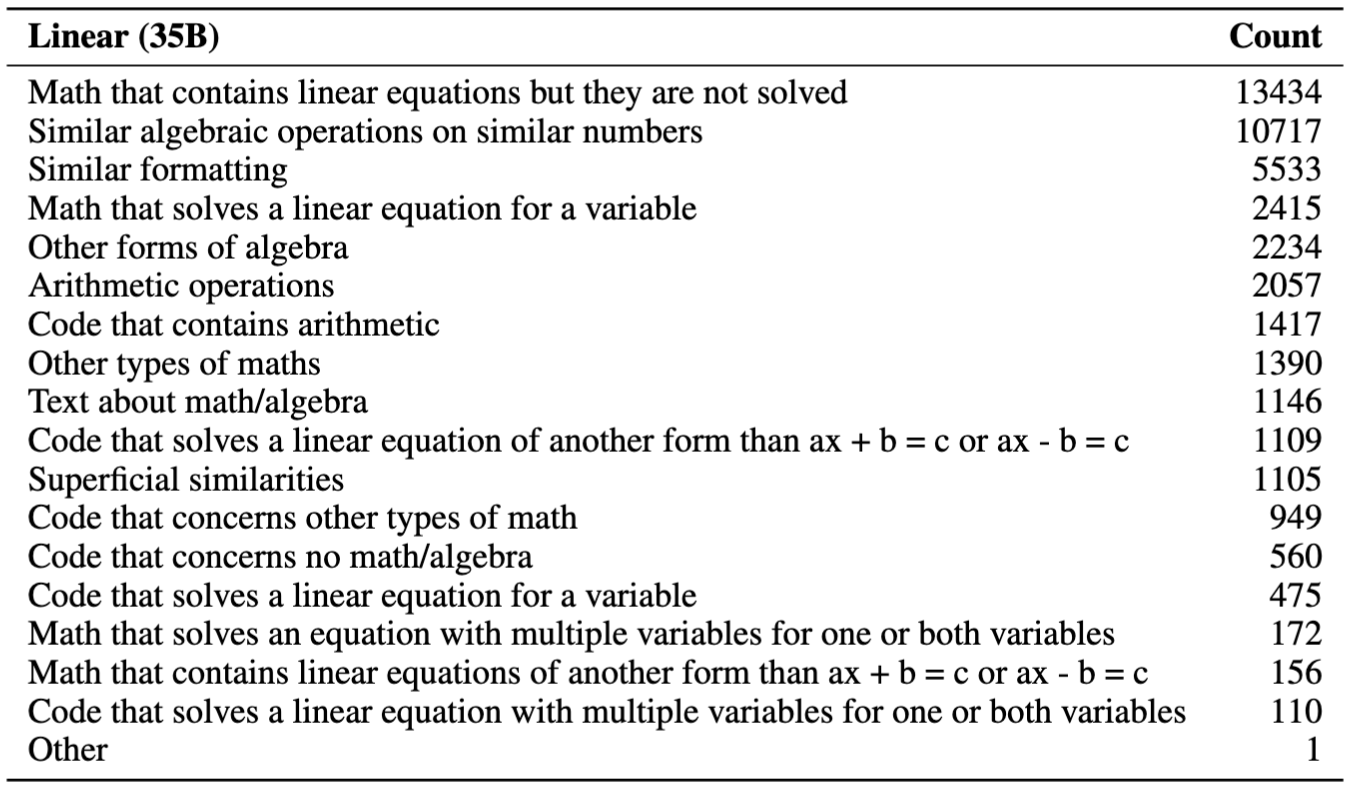 Linear (35B) Count
Math that contains linear equations but they are not solved 13434
Similar algebraic operations on similar numbers 10717
Similar formatting 5533
Math that solves a linear equation for a variable 2415
Other forms of algebra 2234
Arithmetic operations 2057
Code that contains arithmetic 1417
Other types of maths 1390
Text about math/algebra 1146
Code that solves a linear equation of another form than ax + b = c or ax - b = c 1109
Superficial similarities 1105
Code that concerns other types of math 949
Code that concerns no math/algebra 560
Code that solves a linear equation for a variable 475
Math that solves an equation with multiple variables for one or both variables 172
Math that contains linear equations of another form than ax + b = c or ax - b = c 156
Code that solves a linear equation with multiple variables for one or both variables 110
Other 1